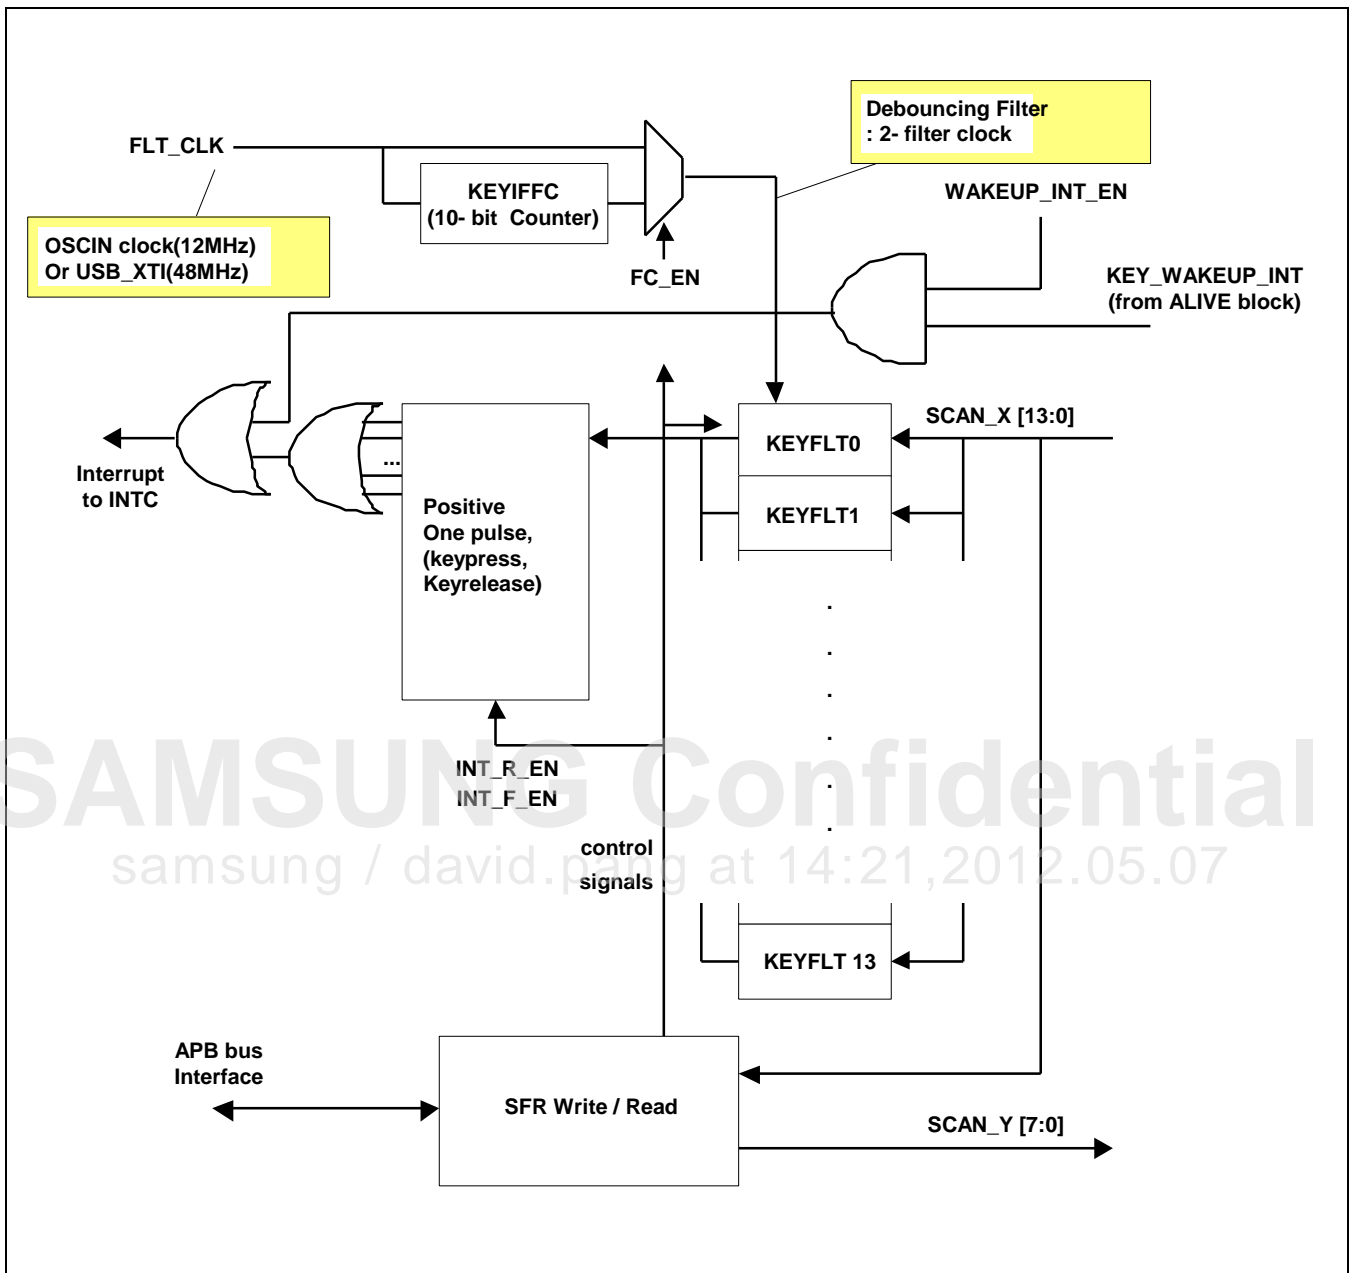 Debouncing Filter
: 2- filter clock
FLT_CLK
KEYIFFC
(10- bit Counter)
WAKEUP_INT_EN
OSCIN clock(12MHz)
Or USB_XTI(48MHz)
FC_EN
KEY_WAKEUP_INT
(from ALIVE block)
SCAN_X [13:0]
KEYFLT0
Interrupt
to INTC
...
Positive
One pulse,
(keypress,
Keyrelease)
KEYFLT1
.
.
.
.
.
.
SAMSUNG Confidential
INT_R_EN
INT_F_EN
control
signals
samsung / david.pang at 14:21,2012.05.07
KEYFLT 13
APB bus
Interface
SFR Write / Read
SCAN_Y [7:0]